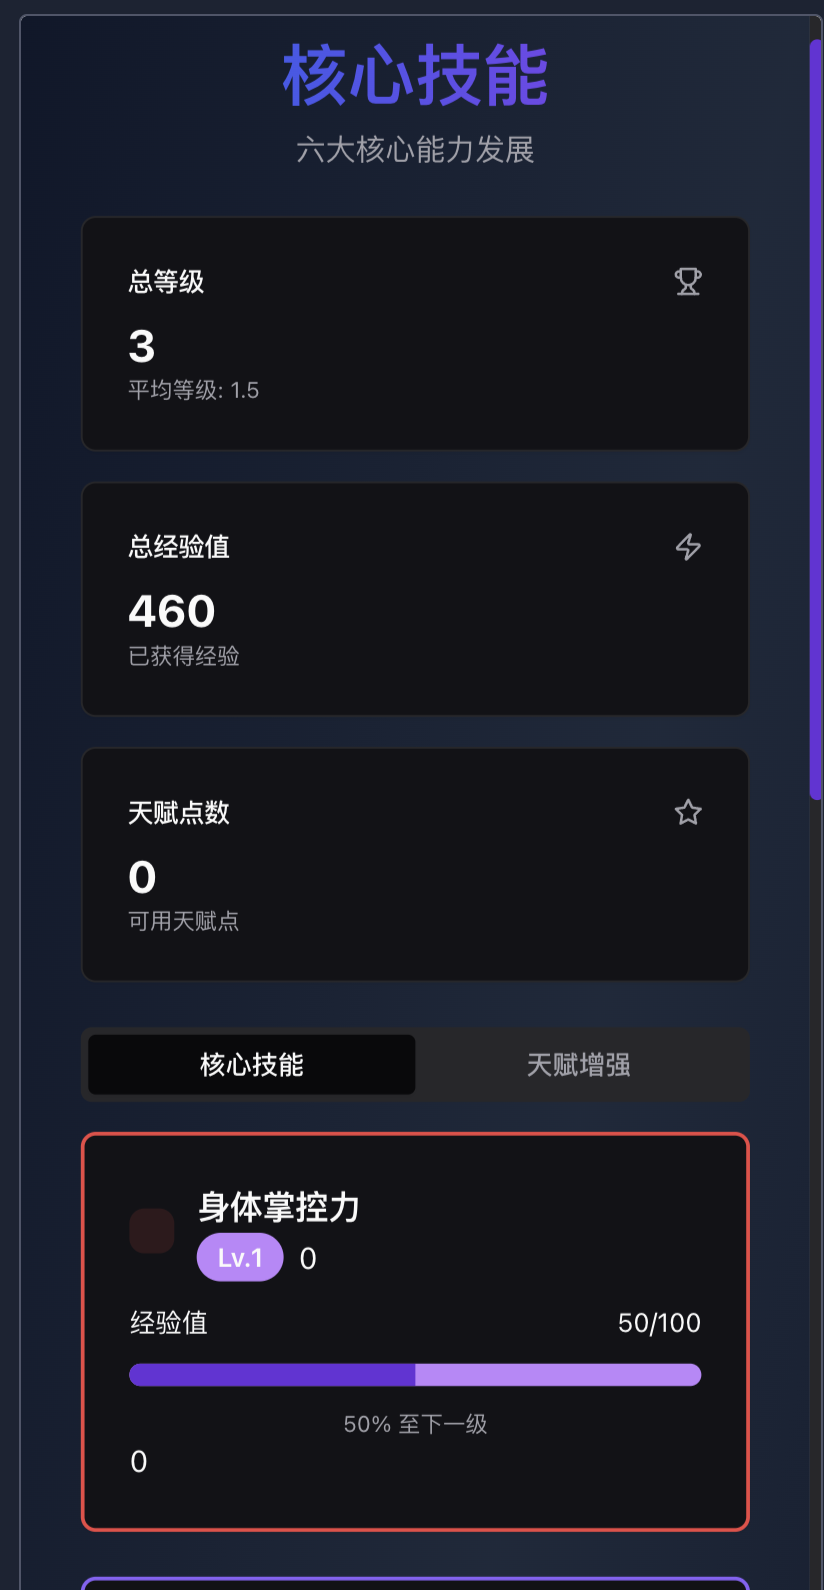 核心技能
六大核心能力发展
总等级
3
平均等级: 1.5
总经验值
460
已获得经验
天赋点数
0
可用天赋点
核心技能 天赋增强
身体掌控力
Lv.1 0
经验值 50/100
50% 至下一级
0